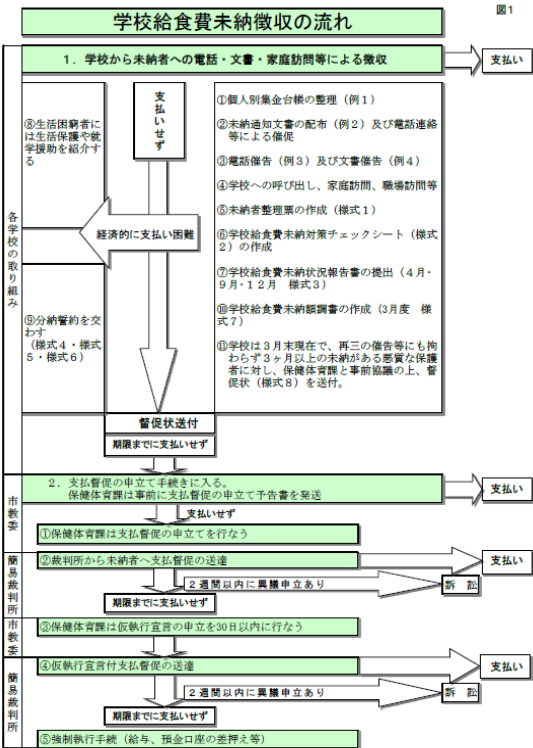 図1
学校給食費未納徴収の流れ
1．学校から未納者への電話・文書・家庭訪問等による徴収
支払い
各学校の取り組み
⑧生活困窮者に
は生活保護や就
学援助を紹介す
る
支払いせず
経済的に支払い困難
⑨分納誓約を交
わす
（様式４・様式
５・様式６）
①個人別集金台帳の整理（例１）
②未納通知文書の配布（例２）及び電話連絡
等による催促
③電話催告（例３）及び文書催告（例４）
④学校への呼び出し、家庭訪問、職場訪問等
⑤未納者整理票の作成（様式１）
⑥学校給食費未納対策チェックシート（様式
２）の作成
⑦学校給食費未納状況報告書の提出（４月・
９月・１２月　様式３）
⑩学校給食費未納額調書の作成（3月度　様
式７）
⑪学校は３月末現在で、再三の催告等にも拘
わらず３ヶ月以上の未納がある悪質な保護
者に対し、保健体育課と事前協議の上、督
促状（様式８）を送付。
督促状送付
期限までに支払いせず
市教委
２．支払督促の申立て手続きに入る。
保健体育課は事前に支払督促の申立て予告書を発送
支払い
支払いせず
①保健体育課は支払督促の申立てを行なう
簡易裁判所
②裁判所から未納者へ支払督促の送達
支払い
２週間以内に異議申立あり
訴　訟
期限までに支払いせず
市教委
③保健体育課は仮執行宣言の申立を30日以内に行なう
簡易裁判所
④仮執行宣言付支払督促の送達
支払い
２週間以内に異議申立あり
訴　訟
期限までに支払いせず
⑤強制執行手続（給与、預金口座の差押え等）